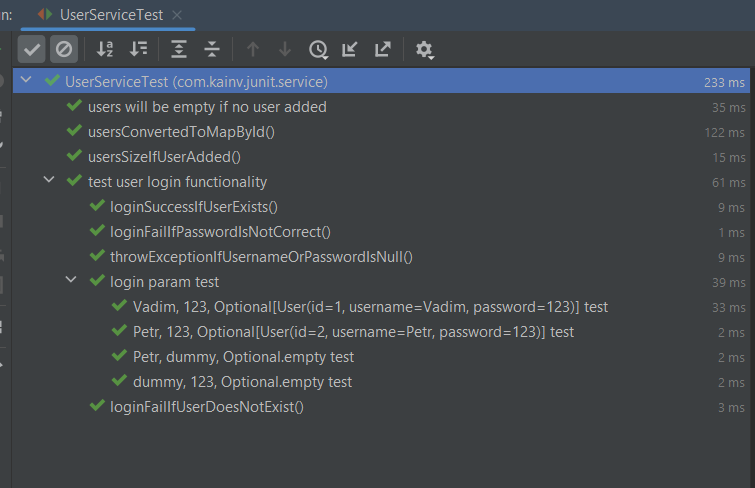 n: UserServiceTest
UserServiceTest (com.kainv.junit.service) 233 ms
users will be empty if no user added 35 ms
usersConvertedToMapById() 122 ms
usersSizeIfUserAdded() 15 ms
test user login functionality 61 ms
loginSuccessIfUserExists() 9 ms
loginFailIfPasswordIsNotCorrect() 1 ms
throwExceptionIfUsernameOrPasswordIsNull() 9 ms
login param test 39 ms
Vadim, 123, Optional[User(id=1, username=Vadim, password=123)] test 33 ms
Petr, 123, Optional[User(id=2, username=Petr, password=123)] test 2 ms
Petr, dummy, Optional.empty test 2 ms
dummy, 123, Optional.empty test 2 ms
loginFailIfUserDoesNotExist() 3 ms